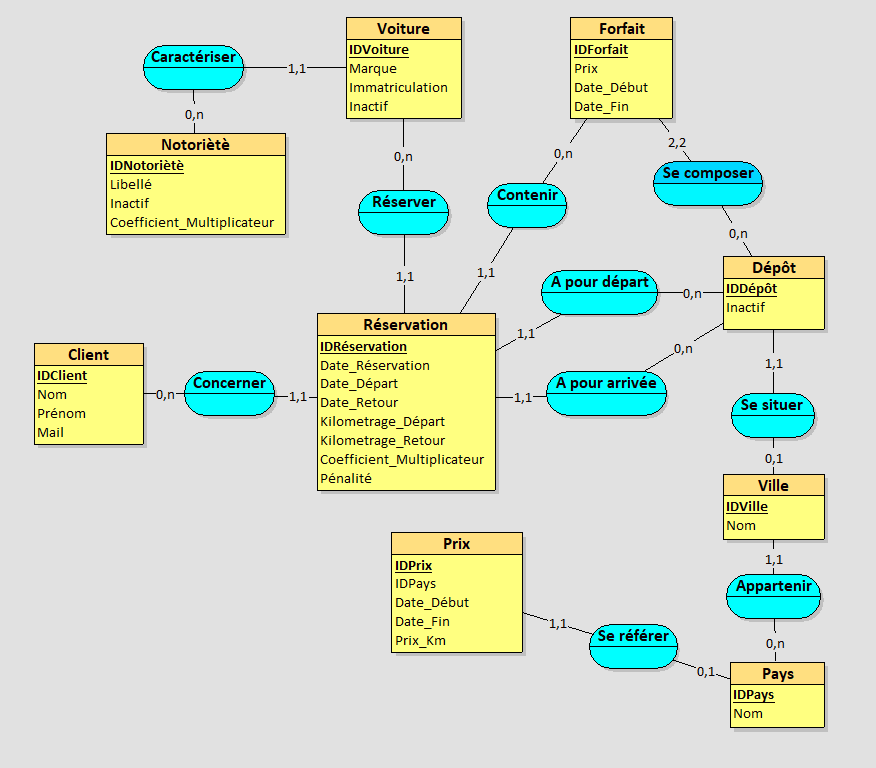 Voiture
IDVoiture
Marque
Immatriculation
Inactif
Forfait
IDForfait
Prix
Date_Début
Date_Fin
Caractériser
1,1
0,n
Notoriètè
IDNotoriètè
Libellé
Inactif
Coefficient_Multiplicateur
0,n
Réserver
1,1
0,n
Contenir
1,1
2,2
Se composer
0,n
Dépôt
IDDépôt
Inactif
A pour départ
0,n
1,1
0,n
A pour arrivée
1,1
Réservation
IDRéservation
Date_Réservation
Date_Départ
Date_Retour
Kilometrage_Départ
Kilometrage_Retour
Coefficient_Multiplicateur
Pénalité
Client
IDClient
Nom
Prénom
Mail
0,n
Concerner
1,1
1,1
Se situer
0,1
Ville
IDVille
Nom
1,1
Appartenir
0,n
Prix
IDPrix
IDPays
Date_Début
Date_Fin
Prix_Km
1,1
Se référer
0,1
Pays
IDPays
Nom